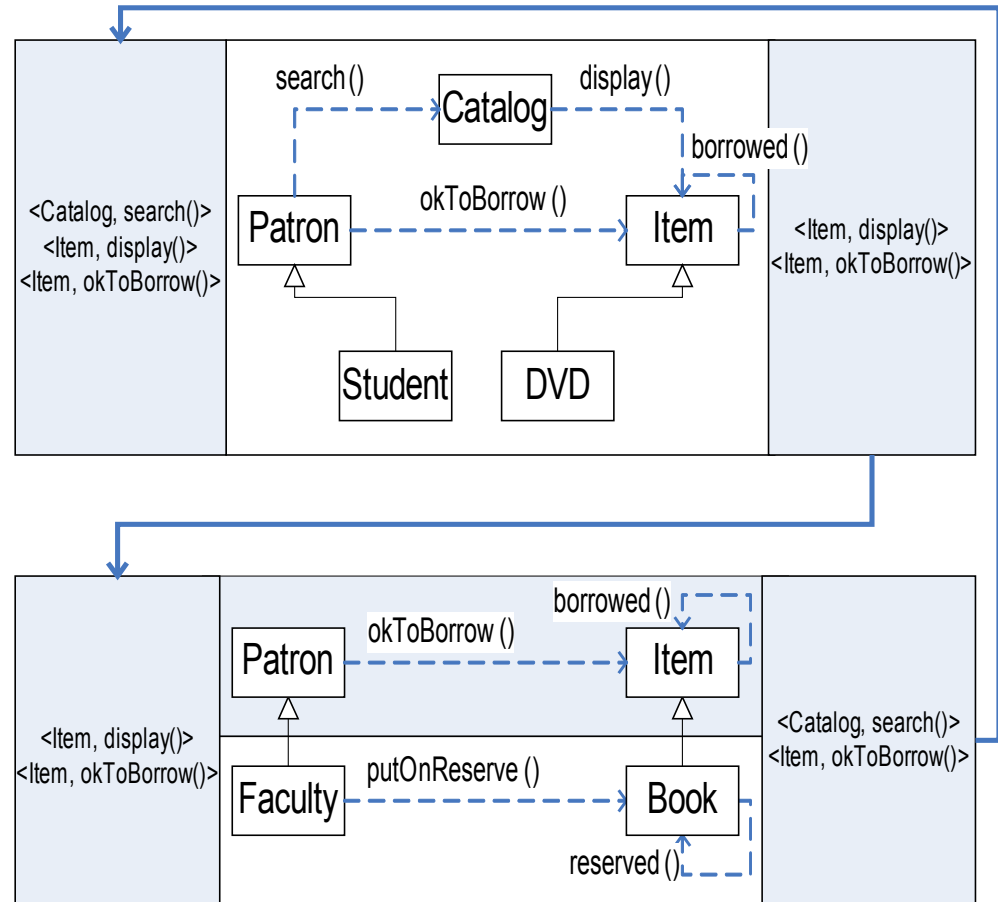 search()
display()
Catalog
borrowed()
<Catalog, search()>
<Item, display()>
<Item, okToBorrow()>
Patron
okToBorrow()
Item
<Item, display()>
<Item, okToBorrow()>
Student
DVD
borrowed()
okToBorrow()
Patron
Item
<Item, display()>
<Item, okToBorrow()>
<Catalog, search()>
<Item, okToBorrow()>
putOnReserve()
Faculty
Book
reserved()